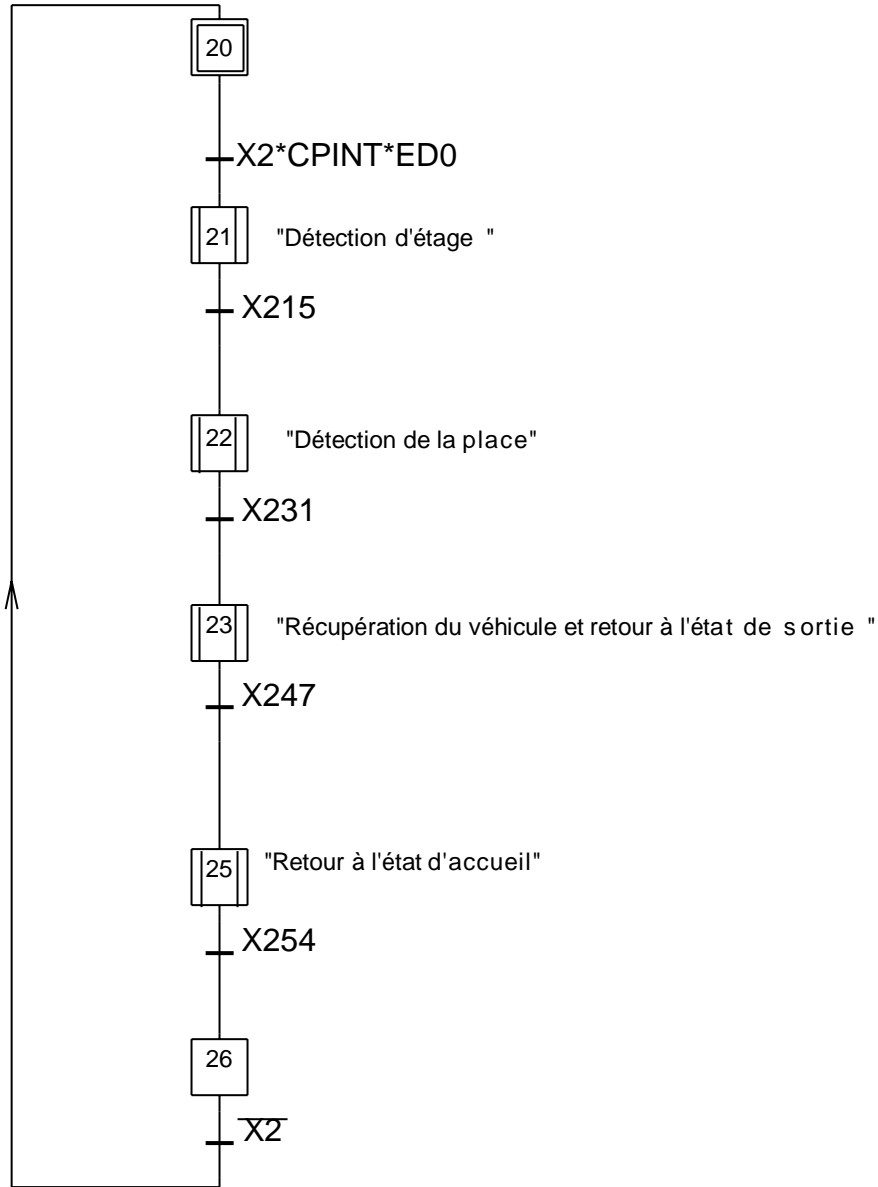 20
X2*CPINT*ED0
21 "Détection d'étage "
X215
22 "Détection de la place"
X231
23 "Récupération du véhicule et retour à l'état de sortie "
X247
25 "Retour à l'état d'accueil"
X254
26
X̅2̅